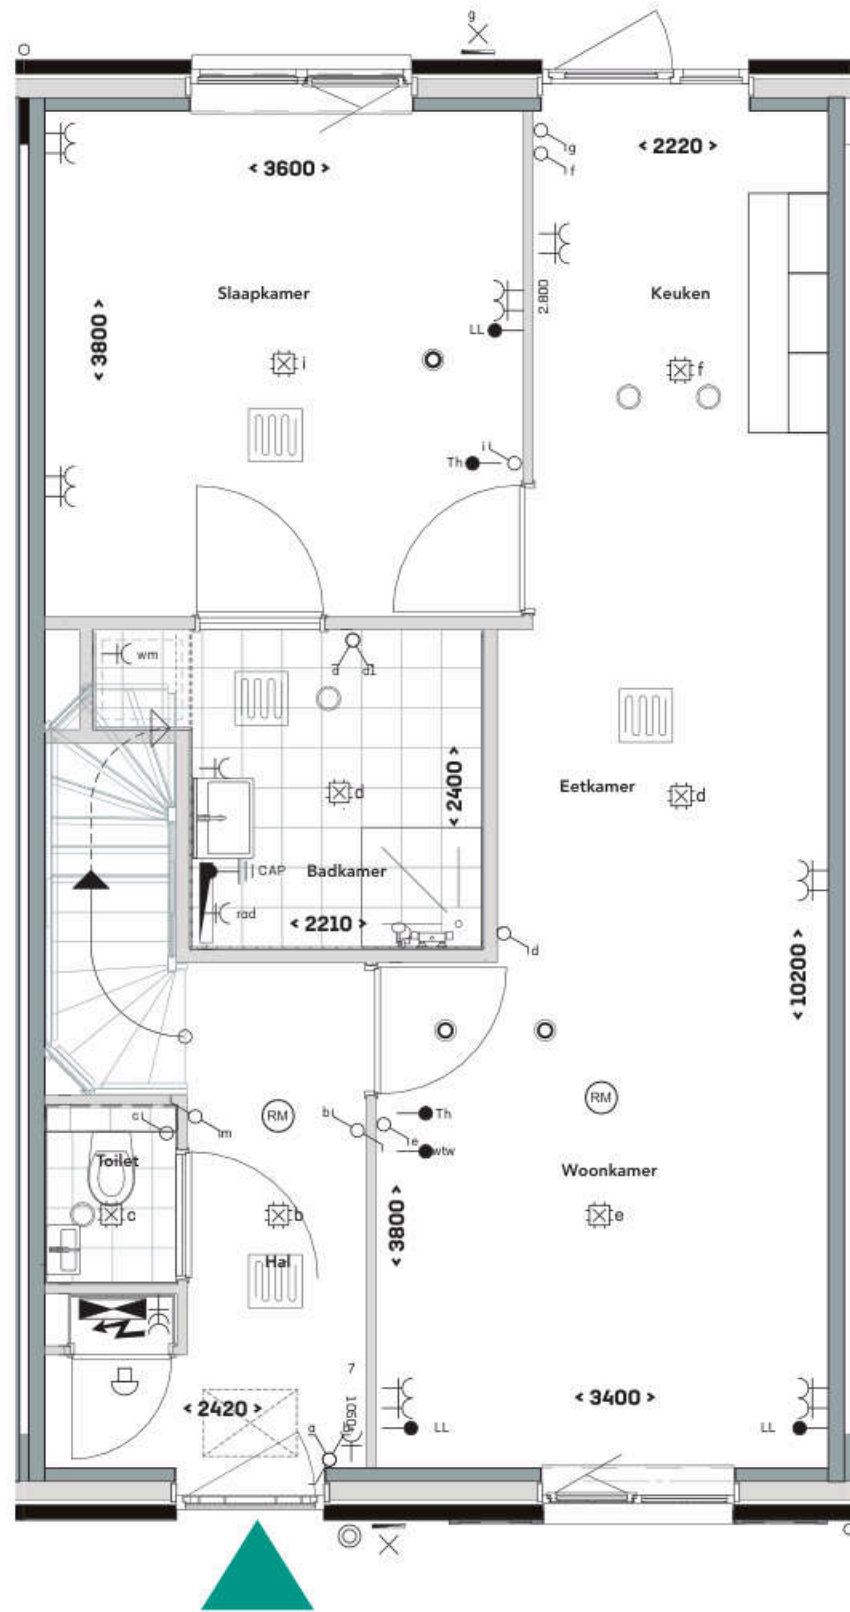 g
g
< 2220 >
f
< 3600 >
Slaapkamer
2.800
Keuken
< 3800 >
LL
i
f
Th
i
wm
d
d1
< 2400 >
Eetkamer
d
d
CAP
Badkamer
rad
< 2210 >
d
< 10200 >
RM
RM
c
m
b
Th
e
wtw
Toilet
Woonkamer
c
b
< 3800 >
e
Hal
7
< 3400 >
< 2420 >
1050
a
LL
LL